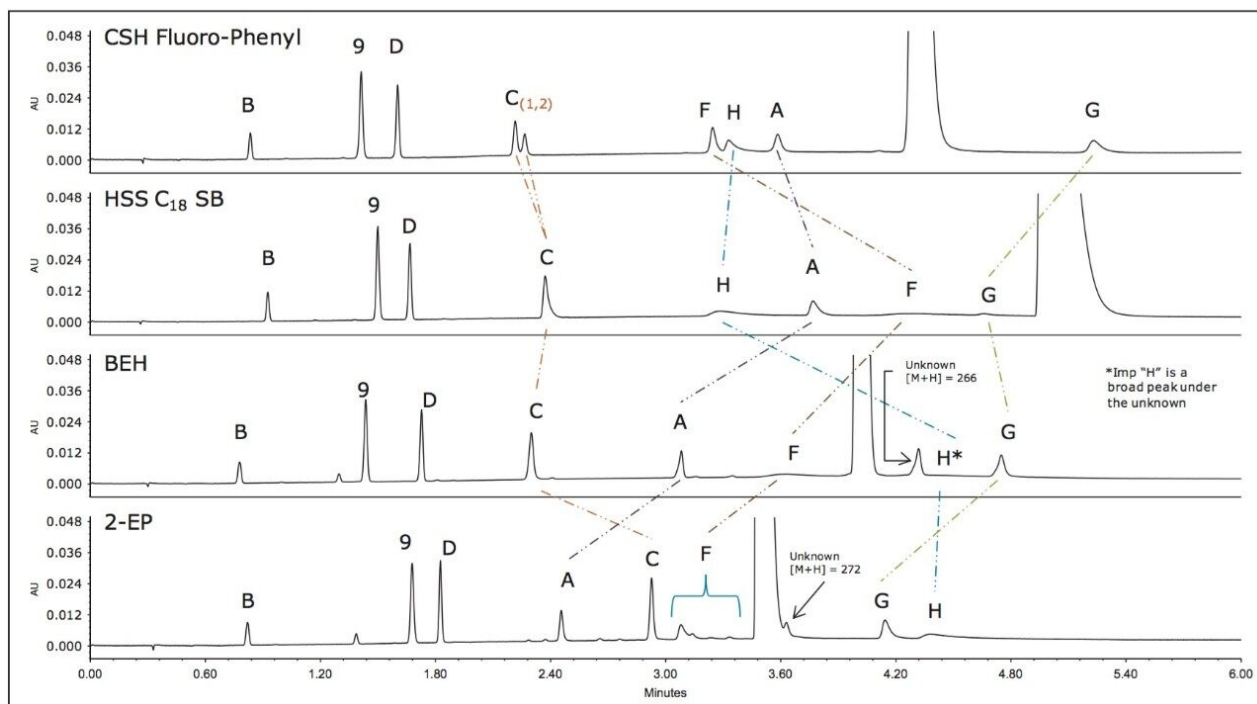 CSH Fluoro-Phenyl
0.048
0.036
0.024
0.012
0.000
AU
B
9
D
C(1,2)
F
H
A
G
HSS C18 SB
0.048
0.036
0.024
0.012
0.000
AU
B
9
D
C
H
A
F
G
BEH
0.048
0.036
0.024
0.012
0.000
AU
B
9
D
C
A
F
Unknown
[M+H] = 266
H*
G
*Imp "H" is a
broad peak under
the unknown
2-EP
0.048
0.036
0.024
0.012
0.000
AU
B
9
D
A
C
F
Unknown
[M+H] = 272
G
H
0.00 0.60 1.20 1.80 2.40 3.00 3.60 4.20 4.80 5.40 6.00
Minutes